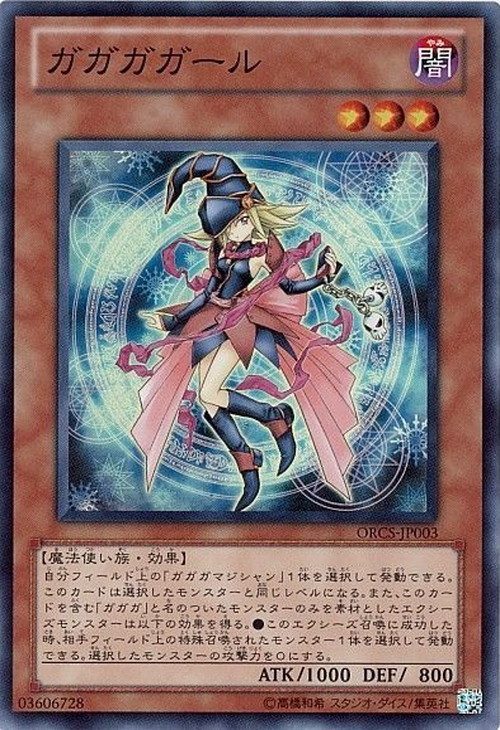 ガガガガール
闇
ORCS-JP003
【魔法使い族・効果】
自分フィールド上の「ガガガマジシャン」1体を選択して発動できる。
このカードは選択したモンスターと同じレベルになる。また、このカー
ドを含む「ガガガ」と名のついたモンスターのみを素材としたエクシー
ズモンスターは以下の効果を得る。●このエクシーズ召喚に成功した
時、相手フィールド上の特殊召喚されたモンスター1体を選択して発動
できる。選択したモンスターの攻撃力を0にする。
ATK/1000 DEF/ 800
03606728 ©高橋和希 スタジオ・ダイス/集英社